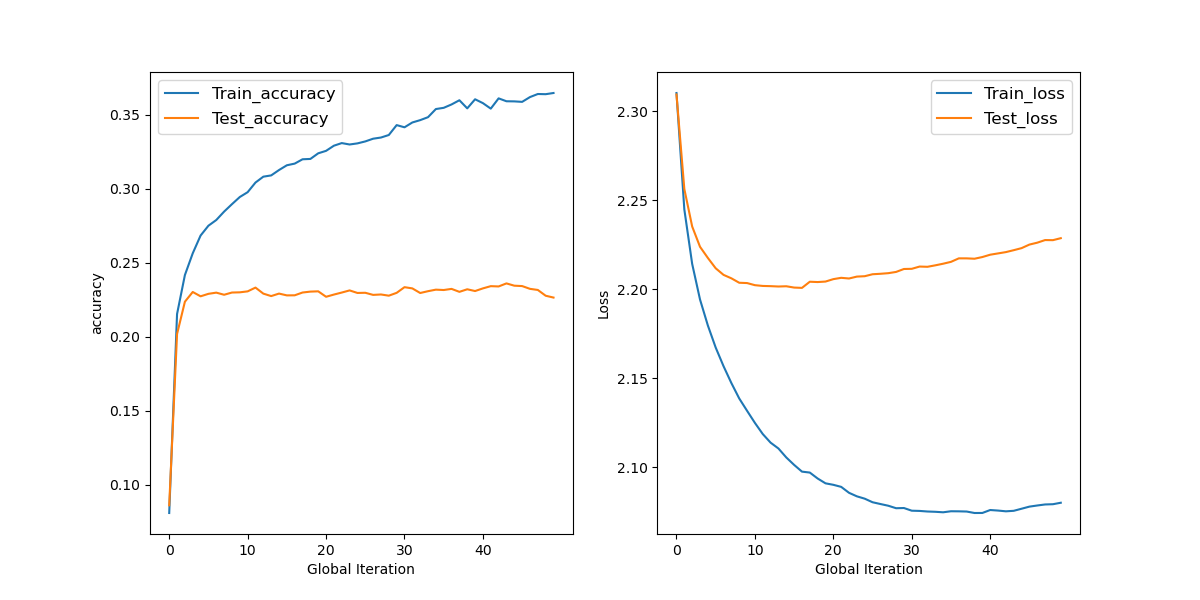 Train_accuracy
Test_accuracy
accuracy
0.35
0.30
0.25
0.20
0.15
0.10
0 10 20 30 40
Global Iteration
Train_loss
Test_loss
Loss
2.30
2.25
2.20
2.15
2.10
0 10 20 30 40
Global Iteration